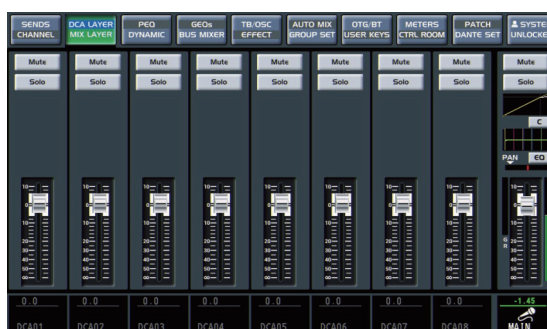 SENDS DCA LAYER PEQ GEQs TB/OSC AUTO MIX OTG/ METERS PATCH SYSTE
CHANNEL MIX LAYER DYNAMIC BUS MIXER EFFECT GROUP SET USER KEYS CTRL ROOM DANTE SET UNLOCKE
Mute Mute Mute Mute Mute Mute Mute Mute Mute
Solo Solo Solo Solo Solo Solo Solo Solo Solo
C
PAN EQ
0.0 0.0 0.0 0.0 0.0 0.0 0.0 0.0 -1.45
DCA01 DCA02 DCA03 DCA04 DCA05 DCA06 DCA07 DCA08 MAIN